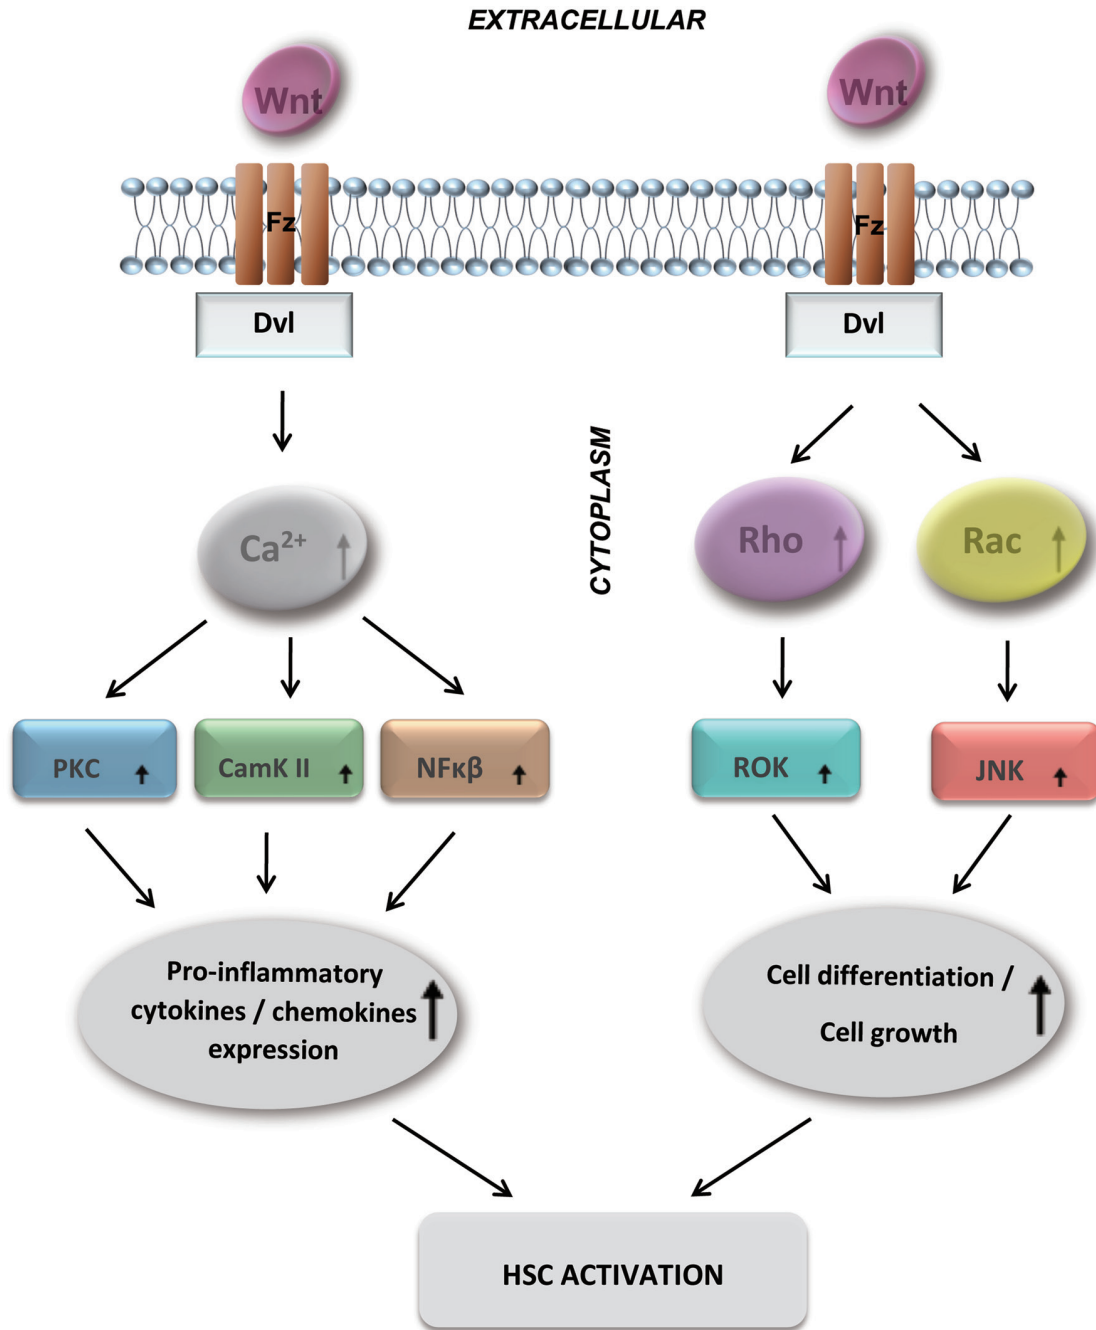 EXTRACELLULAR
Wnt
Wnt
Fz
Fz
Dvl
Dvl
CYTOPLASM
Ca²⁺
Rho
Rac
PKC
CamK II
NFκβ
ROK
JNK
Pro-inflammatory
cytokines / chemokines
expression
Cell differentiation /
Cell growth
HSC ACTIVATION